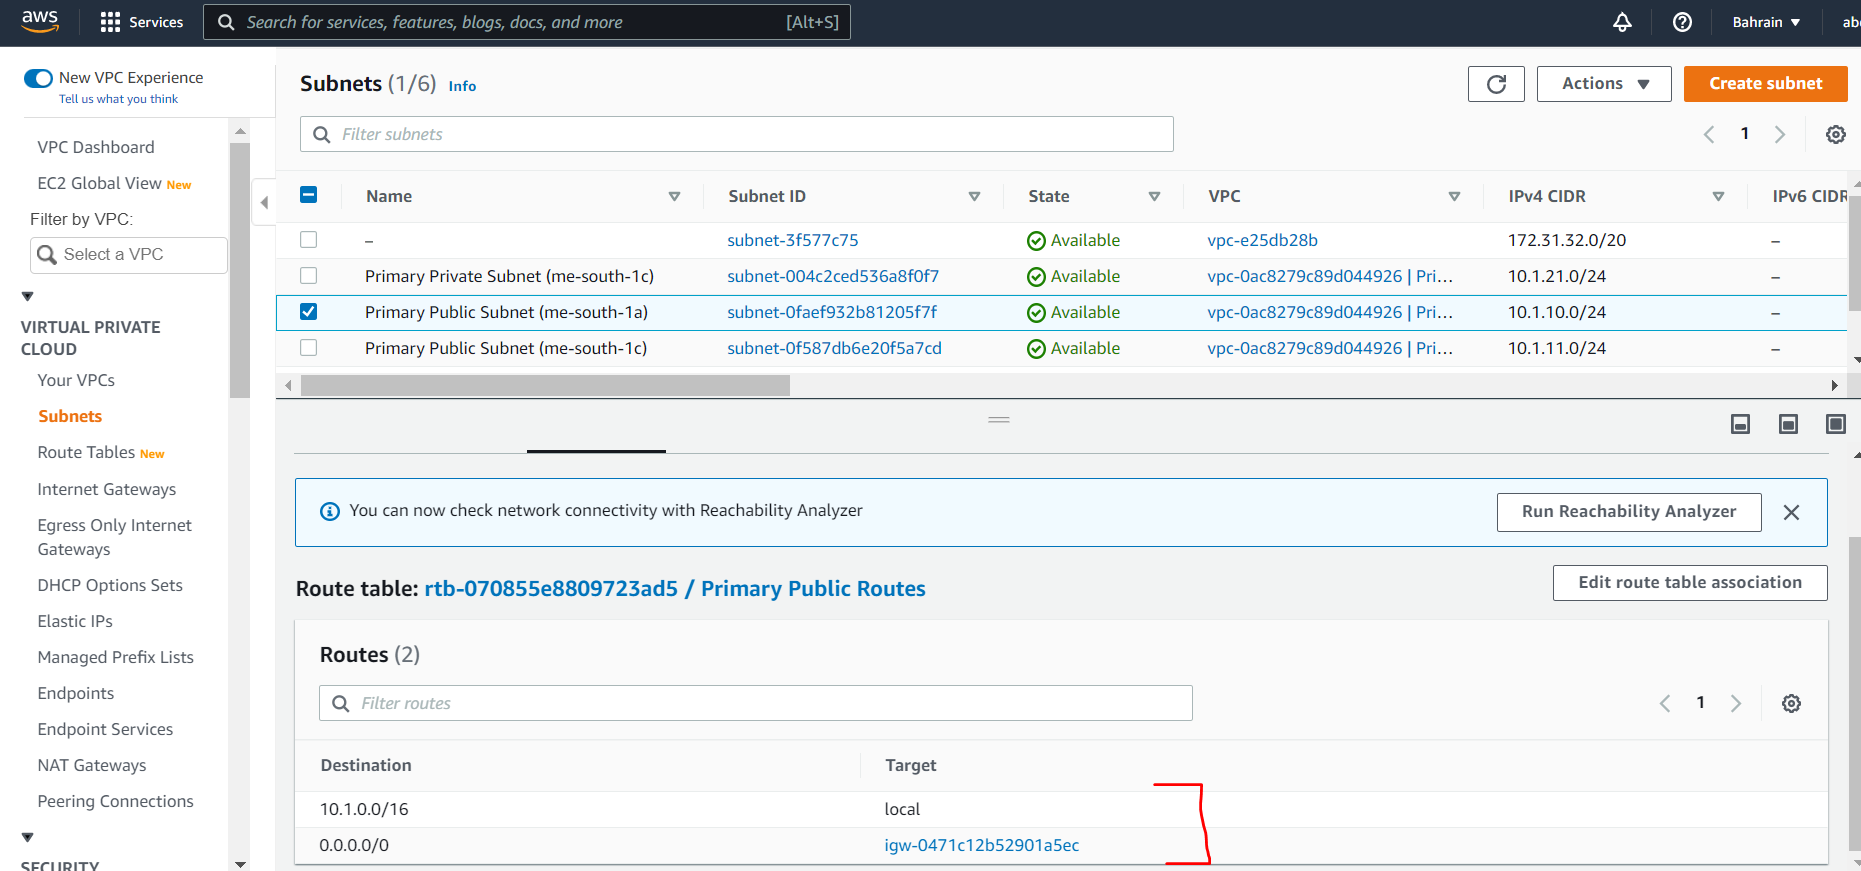 aws Services Search for services, features, blogs, docs, and more [Alt+S] Bahrain ▼
New VPC Experience
Tell us what you think
VPC Dashboard
EC2 Global View New
Filter by VPC:
Select a VPC
VIRTUAL PRIVATE
CLOUD
Your VPCs
Subnets
Route Tables New
Internet Gateways
Egress Only Internet
Gateways
DHCP Options Sets
Elastic IPs
Managed Prefix Lists
Endpoints
Endpoint Services
NAT Gateways
Peering Connections
SECURITY
Subnets (1/6) Info
Actions ▼ Create subnet
Filter subnets
1
Name Subnet ID State VPC IPv4 CIDR IPv6 CIDR
– subnet-3f577c75 Available vpc-e25db28b 172.31.32.0/20 –
Primary Private Subnet (me-south-1c) subnet-004c2ced536a8f0f7 Available vpc-0ac8279c89d044926 | Pri... 10.1.21.0/24 –
Primary Public Subnet (me-south-1a) subnet-0faef932b81205f7f Available vpc-0ac8279c89d044926 | Pri... 10.1.10.0/24 –
Primary Public Subnet (me-south-1c) subnet-0f587db6e20f5a7cd Available vpc-0ac8279c89d044926 | Pri... 10.1.11.0/24 –
You can now check network connectivity with Reachability Analyzer
Run Reachability Analyzer
Route table: rtb-070855e8809723ad5 / Primary Public Routes
Edit route table association
Routes (2)
Filter routes
1
Destination Target
10.1.0.0/16 local
0.0.0.0/0 igw-0471c12b52901a5ec